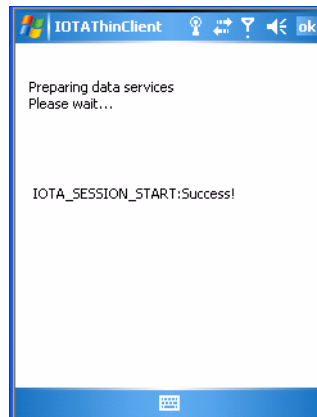 IOTAThinClient ok
Preparing data services
Please wait...
IOTA_SESSION_START:Success!